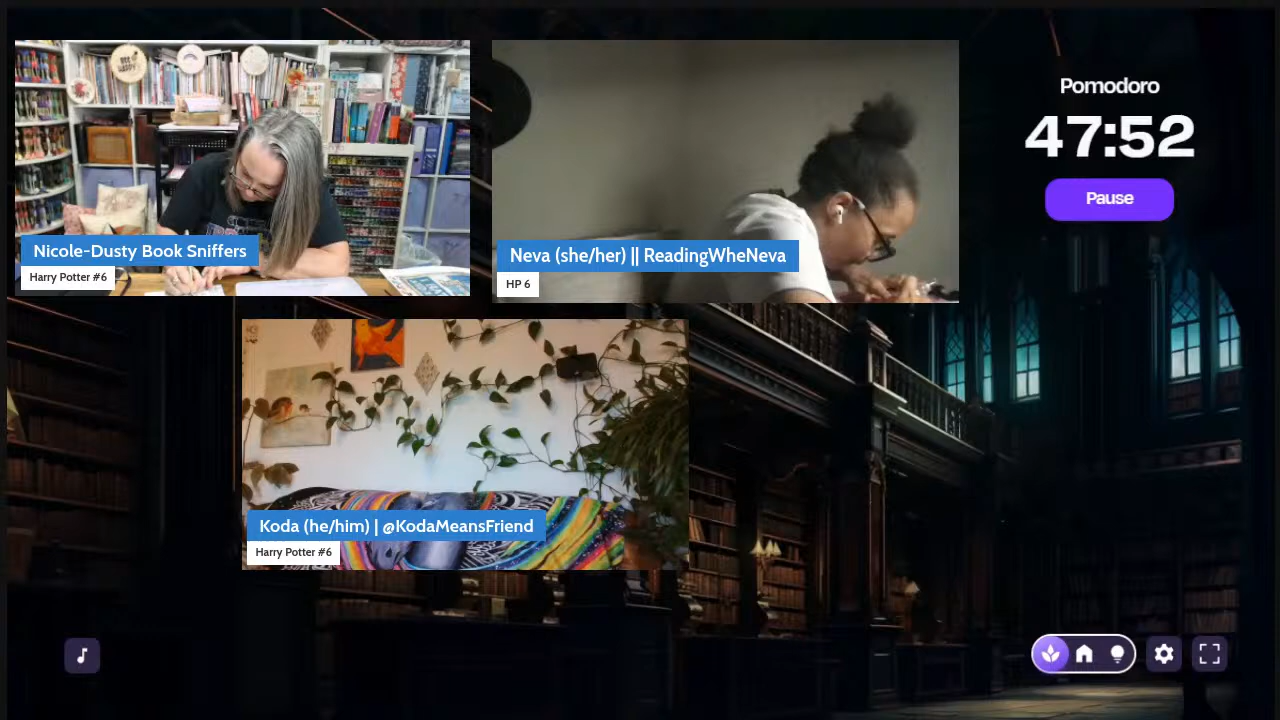 Pomodoro
47:52
Pause
Nicole-Dusty Book Sniffers
Harry Potter #6
Neva (she/her) || ReadingWheNeva
HP 6
Koda (he/him) | @KodaMeansFriend
Harry Potter #6